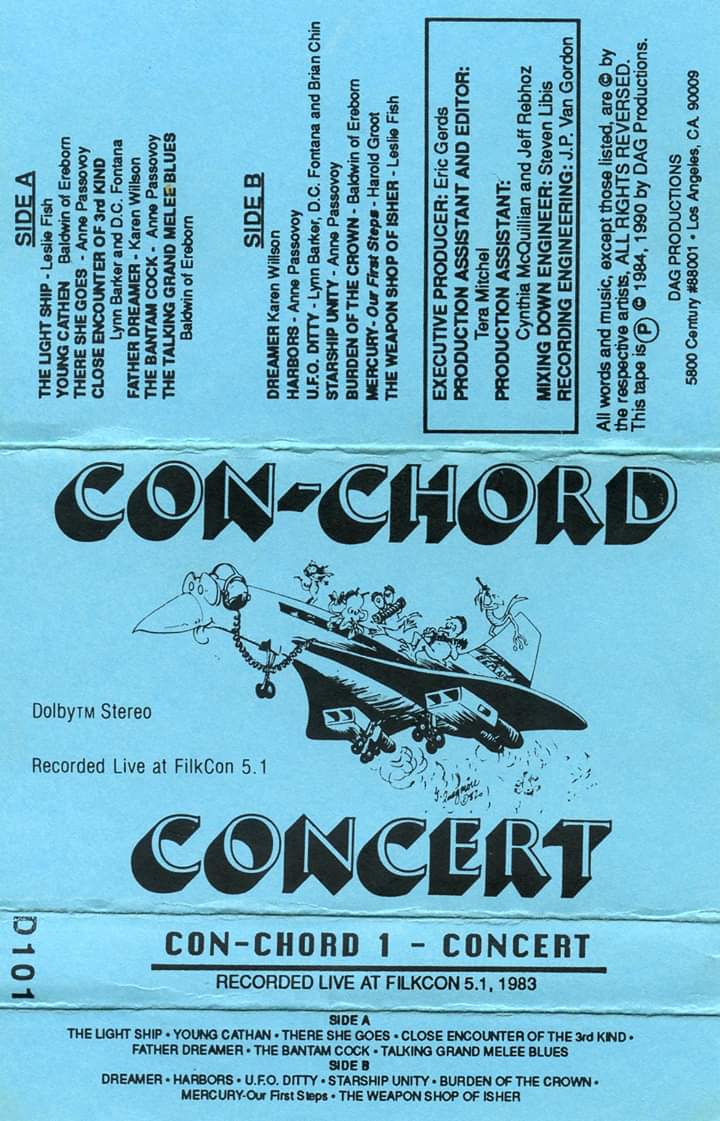 SIDE A
THE LIGHT SHIP - Leslie Fish
YOUNG CATHEN Baldwin of Ereborn
THERE SHE GOES - Anne Passovoy
CLOSE ENCOUNTER OF 3rd KIND
Lynn Barker and D.C. Fontana
FATHER DREAMER - Karen Willson
THE BANTAM COCK - Anne Passovoy
THE TALKING GRAND MELEE BLUES
Baldwin of Ereborn
SIDE B
DREAMER Karen Willson
HARBORS - Anne Passovoy
U.F.O. DITTY - Lynn Barker, D.C. Fontana and Brian Chin
STARSHIP UNITY - Anne Passovoy
BURDEN OF THE CROWN - Baldwin of Ereborn
MERCURY - Our First Steps - Harold Groot
THE WEAPON SHOP OF ISHER - Leslie Fish
EXECUTIVE PRODUCER: Eric Gerds
PRODUCTION ASSISTANT AND EDITOR:
Tera Mitchel
PRODUCTION ASSISTANT:
Cynthia McQuillian and Jeff Rebhoz
MIXING DOWN ENGINEER: Steven Libis
RECORDING ENGINEERING: J.P. Van Gordon
All words and music, except those listed, are © by
the respective artists, ALL RIGHTS REVERSED.
This tape is Ⓟ © 1984, 1990 by DAG Productions.
DAG PRODUCTIONS
5800 Century #88001 • Los Angeles, CA. 90009
CON-CHORD
Dolby™ Stereo
Recorded Live at FilkCon 5.1
CONCERT
D101
CON-CHORD 1 - CONCERT
RECORDED LIVE AT FILKCON 5.1, 1983
SIDE A
THE LIGHT SHIP • YOUNG CATHAN • THERE SHE GOES • CLOSE ENCOUNTER OF THE 3rd KIND •
FATHER DREAMER • THE BANTAM COCK • TALKING GRAND MELEE BLUES
SIDE B
DREAMER • HARBORS • U.F.O. DITTY • STARSHIP UNITY • BURDEN OF THE CROWN •
MERCURY-Our First Steps • THE WEAPON SHOP OF ISHER